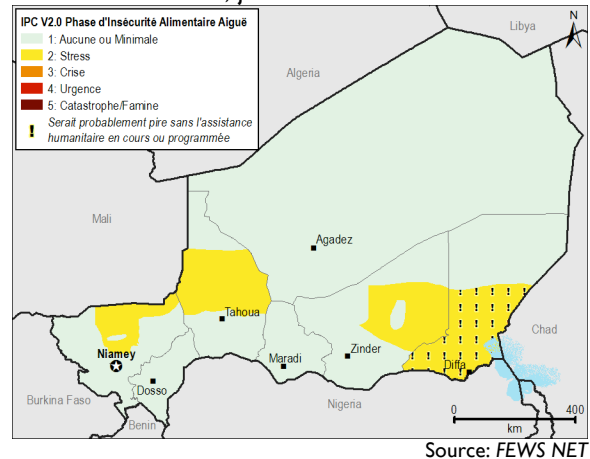 IPC V2.0 Phase d'Insécurité Alimentaire Aiguë
1: Aucune ou Minimale
2: Stress
3: Crise
4: Urgence
5: Catastrophe/Famine
! Serait probablement pire sans l'assistance
humanitaire en cours ou programmée
N
Libya
Algeria
Mali
Agadez
Tahoua
Chad
Niamey
Zinder
Maradi
Diffa
Dosso
Burkina Faso
Nigeria
Benin
0 400
km
Source: FEWS NET